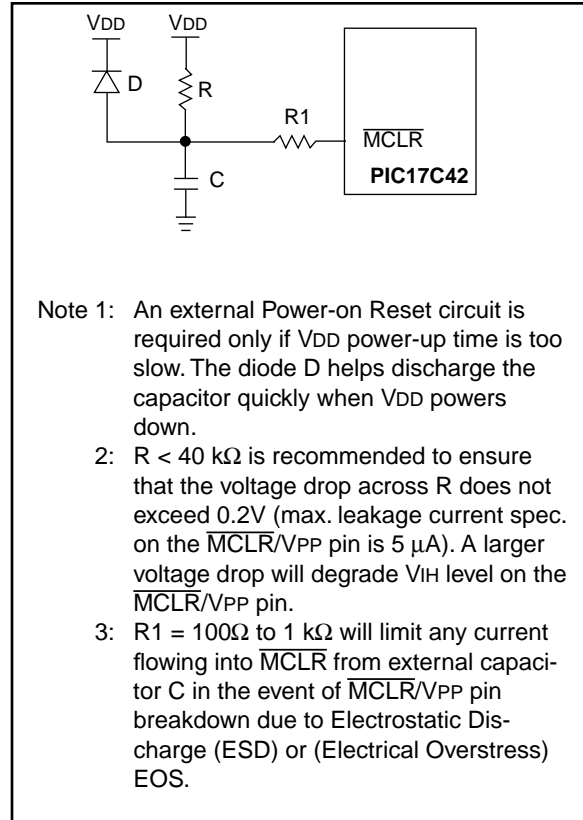 VDD VDD
D
R
R1
MCLR
C
PIC17C42
Note 1: An external Power-on Reset circuit is
required only if VDD power-up time is too
slow. The diode D helps discharge the
capacitor quickly when VDD powers
down.
2: R < 40 kΩ is recommended to ensure
that the voltage drop across R does not
exceed 0.2V (max. leakage current spec.
on the MCLR/VPP pin is 5 μA). A larger
voltage drop will degrade VIH level on the
MCLR/VPP pin.
3: R1 = 100Ω to 1 kΩ will limit any current
flowing into MCLR from external capaci-
tor C in the event of MCLR/VPP pin
breakdown due to Electrostatic Dis-
charge (ESD) or (Electrical Overstress)
EOS.